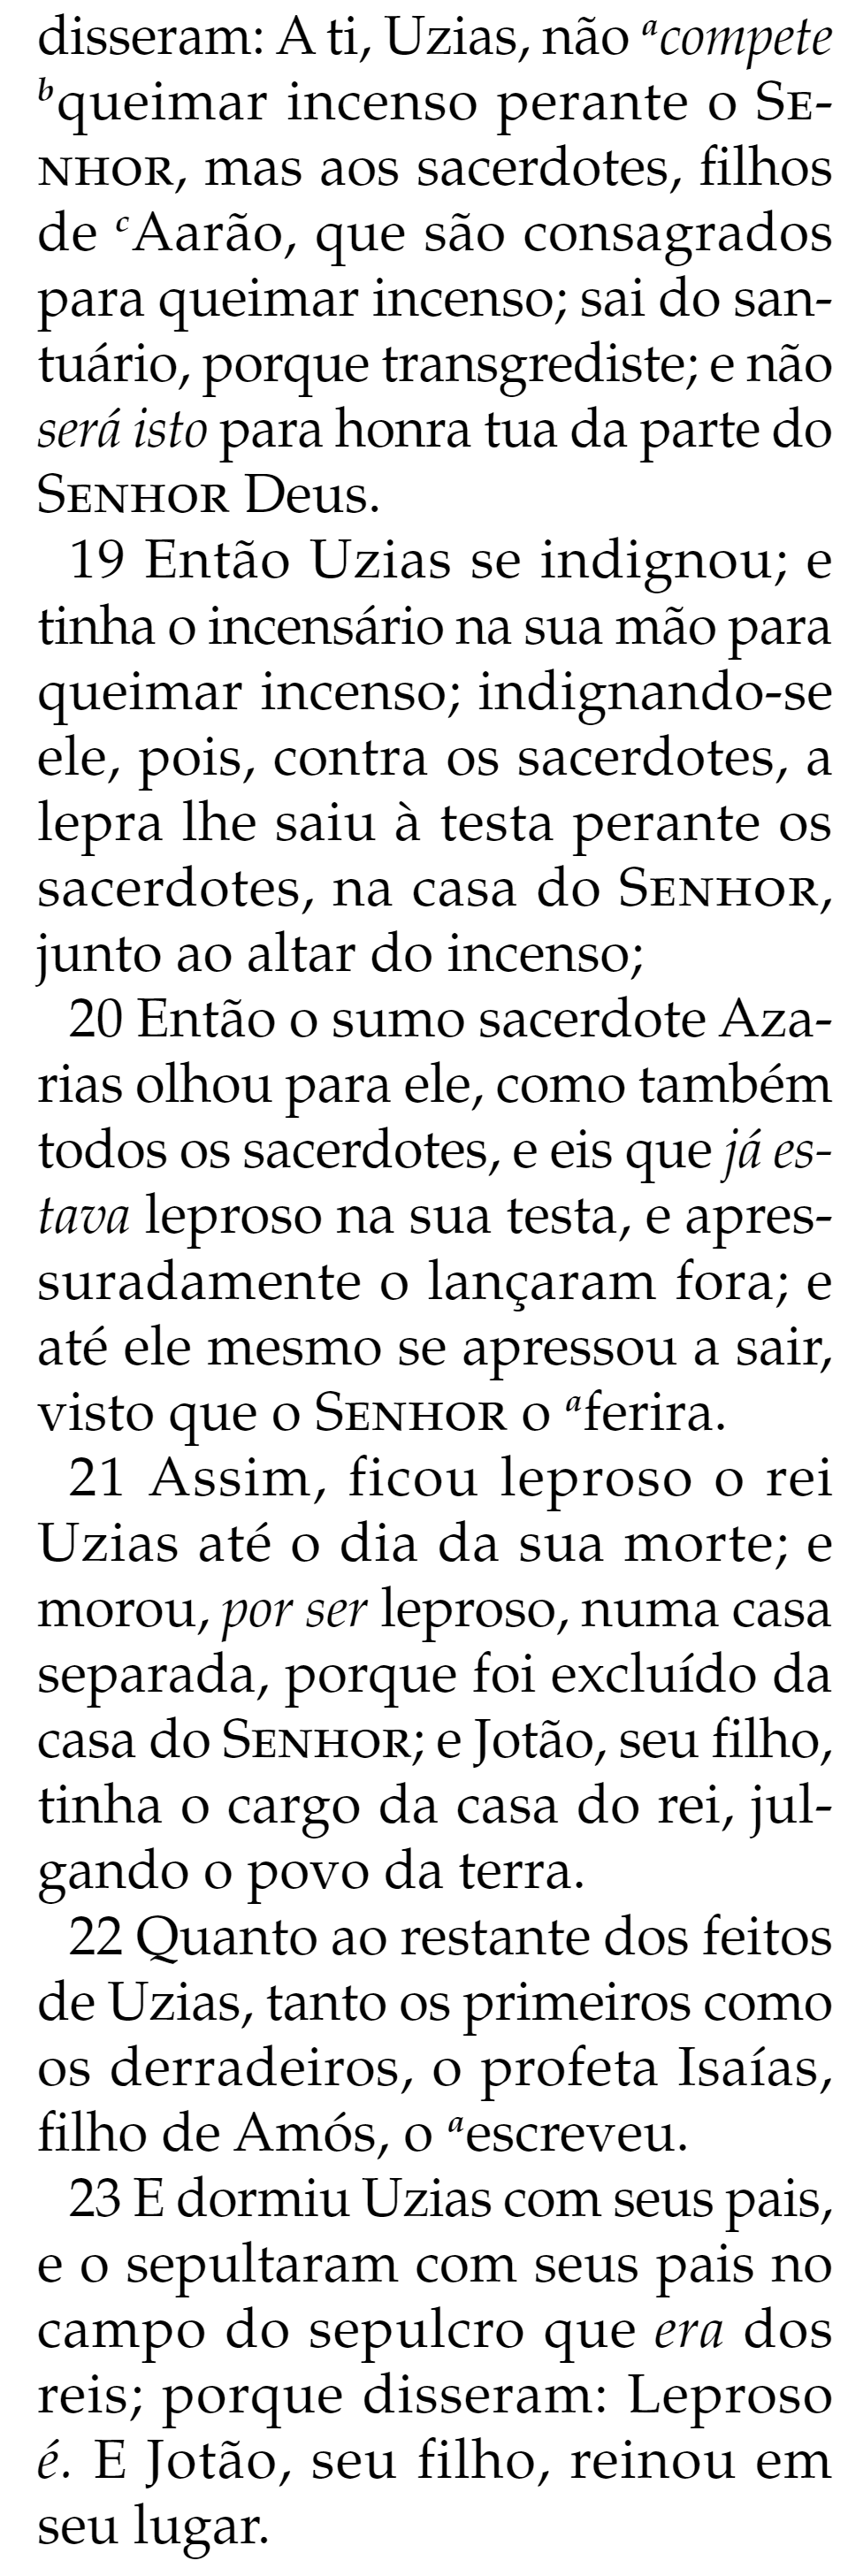 disseram: A ti, Uzias, não ᵃcompete
ᵇqueimar incenso perante o SE-
NHOR, mas aos sacerdotes, filhos
de ᶜAarão, que são consagrados
para queimar incenso; sai do san-
tuário, porque transgrediste; e não
será isto para honra tua da parte do
SENHOR Deus.
19 Então Uzias se indignou; e
tinha o incensário na sua mão para
queimar incenso; indignando-se
ele, pois, contra os sacerdotes, a
lepra lhe saiu à testa perante os
sacerdotes, na casa do SENHOR,
junto ao altar do incenso;
20 Então o sumo sacerdote Aza-
rias olhou para ele, como também
todos os sacerdotes, e eis que já es-
tava leproso na sua testa, e apres-
suradamente o lançaram fora; e
até ele mesmo se apressou a sair,
visto que o SENHOR o ᵃferira.
21 Assim, ficou leproso o rei
Uzias até o dia da sua morte; e
morou, por ser leproso, numa casa
separada, porque foi excluído da
casa do SENHOR; e Jotão, seu filho,
tinha o cargo da casa do rei, jul-
gando o povo da terra.
22 Quanto ao restante dos feitos
de Uzias, tanto os primeiros como
os derradeiros, o profeta Isaías,
filho de Amós, o ᵃescreveu.
23 E dormiu Uzias com seus pais,
e o sepultaram com seus pais no
campo do sepulcro que era dos
reis; porque disseram: Leproso
é. E Jotão, seu filho, reinou em
seu lugar.